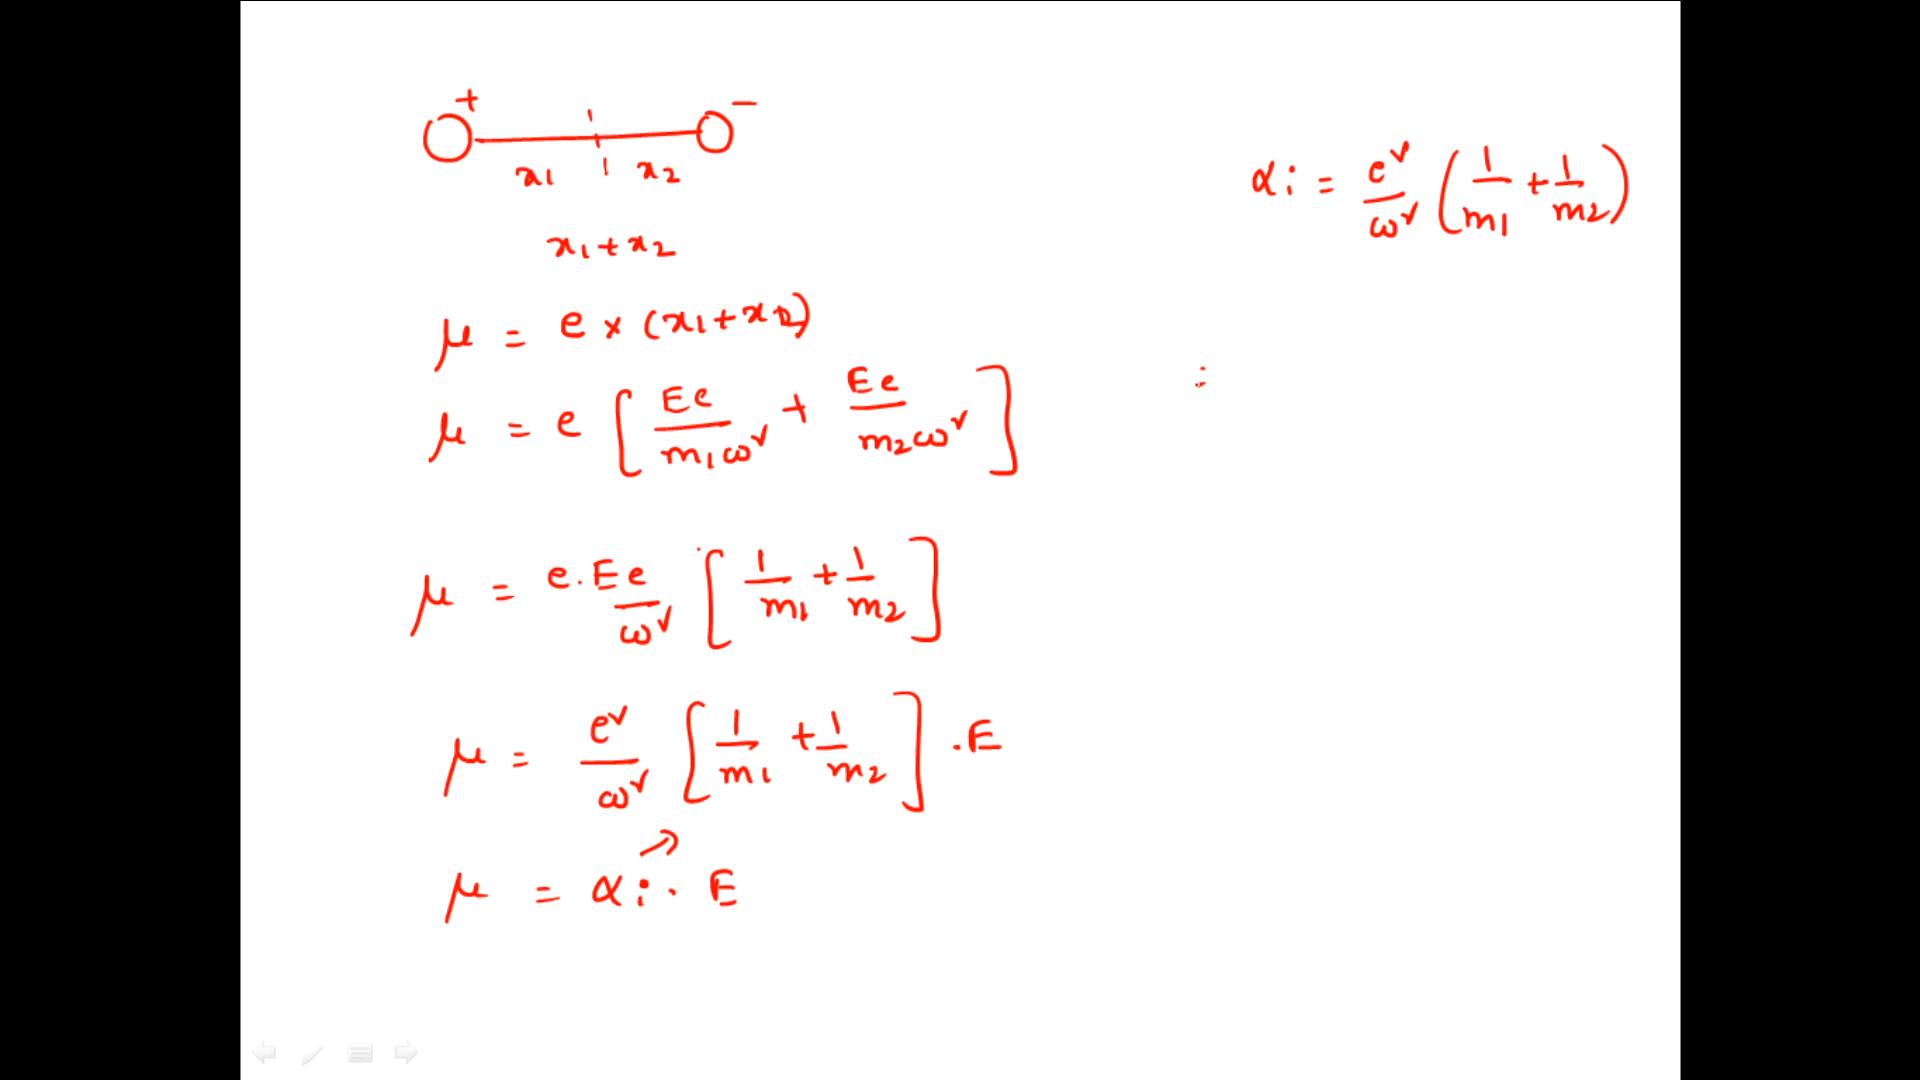 + −
x1 x2
x1 + x2
μ = e × (x1 + x2)
μ = e [ Ee/m1ω² + Ee/m2ω² ]
μ = e . Ee/ω² [ 1/m1 + 1/m2 ]
μ = e²/ω² [ 1/m1 + 1/m2 ] . E
μ = αi . E
αi = e²/ω² ( 1/m1 + 1/m2 )
=